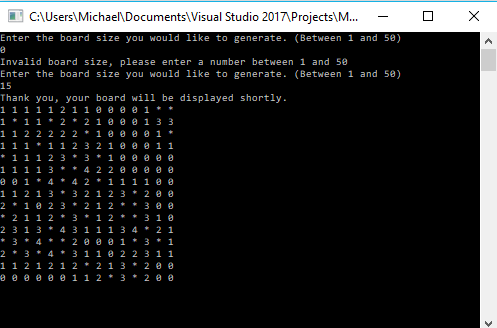 C:\Users\Michael\Documents\Visual Studio 2017\Projects\M...
Enter the board size you would like to generate. (Between 1 and 50)
0
Invalid board size, please enter a number between 1 and 50
Enter the board size you would like to generate. (Between 1 and 50)
15
Thank you, your board will be displayed shortly.
1 1 1 1 1 2 1 1 0 0 0 0 1 * *
1 * 1 1 * 2 * 2 1 0 0 0 1 3 3
1 1 2 2 2 2 2 * 1 0 0 0 0 1 *
1 1 1 * 1 1 2 3 2 1 0 0 0 1 1
* 1 1 1 2 3 * 3 * 1 0 0 0 0 0
1 1 1 1 3 * * 4 2 2 0 0 0 0 0
0 0 1 * 4 * 4 2 * 1 1 1 1 0 0
1 1 2 1 3 * 3 2 1 2 3 * 2 0 0
2 * 1 0 2 3 * 2 1 2 * * 3 0 0
* 2 1 1 2 * 3 * 1 2 * * 3 1 0
2 3 1 3 * 4 3 1 1 1 3 4 * 2 1
* 3 * 4 * * 2 0 0 0 1 * 3 * 1
2 * 3 * 4 * 3 1 1 0 2 2 3 1 1
1 1 2 1 2 1 2 * 2 1 3 * 2 0 0
0 0 0 0 0 0 1 1 2 * 3 * 2 0 0